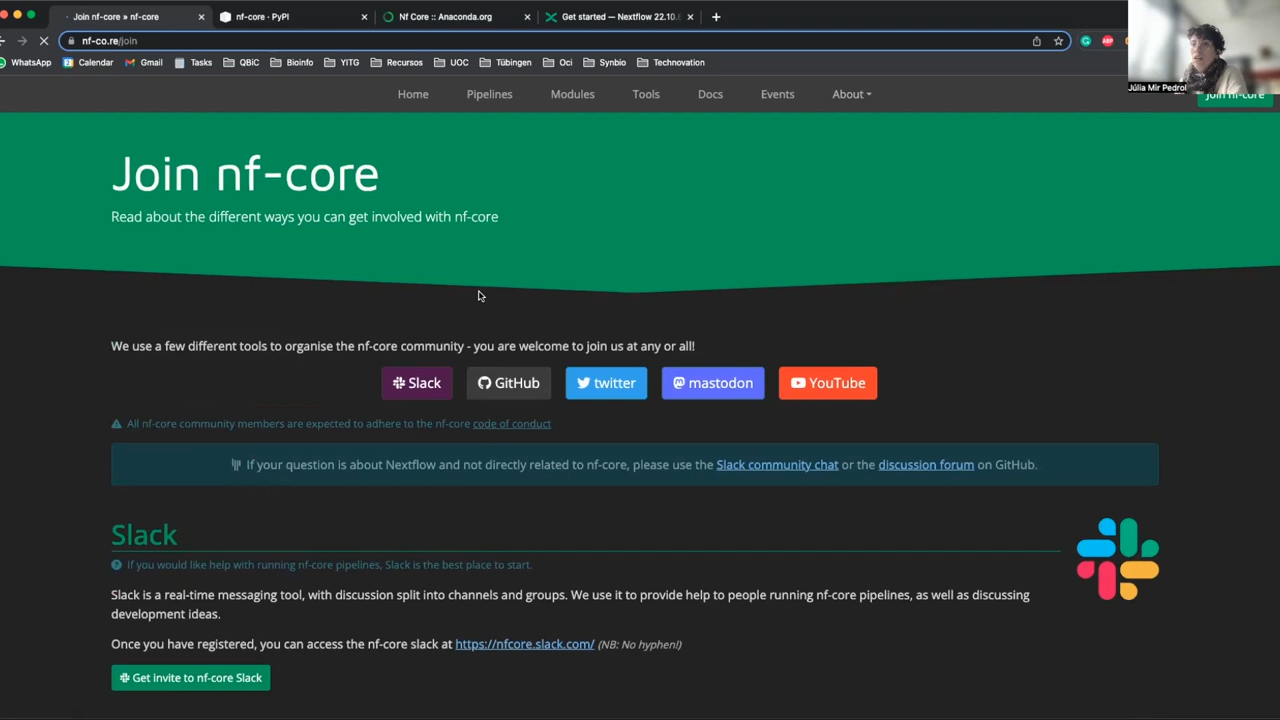 Join nf-core » nf-core
nf-core · PyPI
Nf Core :: Anaconda.org
Get started — Nextflow 22.10.
nf-co.re/join
WhatsApp Calendar Gmail Tasks QBiC Bioinfo YITG Recursos UOC Tübingen Oci Synbio Technovation
Júlia Mir Pedrol
Home Pipelines Modules Tools Docs Events About
Join nf-core
Join nf-core
Read about the different ways you can get involved with nf-core
We use a few different tools to organise the nf-core community - you are welcome to join us at any or all!
Slack GitHub twitter mastodon YouTube
All nf-core community members are expected to adhere to the nf-core code of conduct
If your question is about Nextflow and not directly related to nf-core, please use the Slack community chat or the discussion forum on GitHub.
Slack
If you would like help with running nf-core pipelines, Slack is the best place to start.
Slack is a real-time messaging tool, with discussion split into channels and groups. We use it to provide help to people running nf-core pipelines, as well as discussing
development ideas.
Once you have registered, you can access the nf-core slack at https://nfcore.slack.com/ (NB: No hyphen!)
Get invite to nf-core Slack